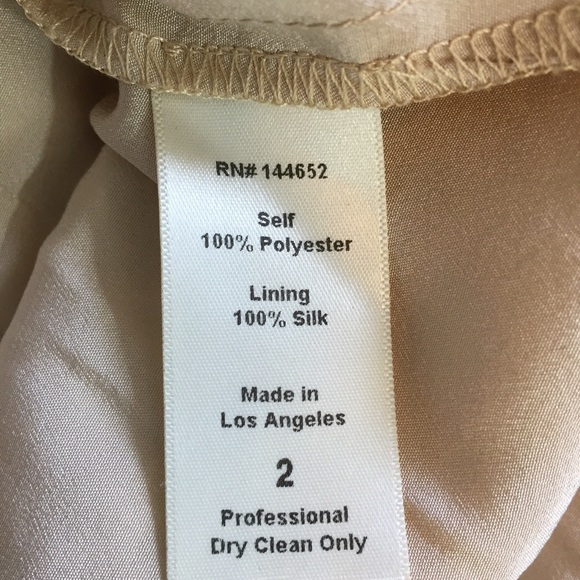 RN# 144652
Self
100% Polyester
Lining
100% Silk
Made in
Los Angeles
2
Professional
Dry Clean Only